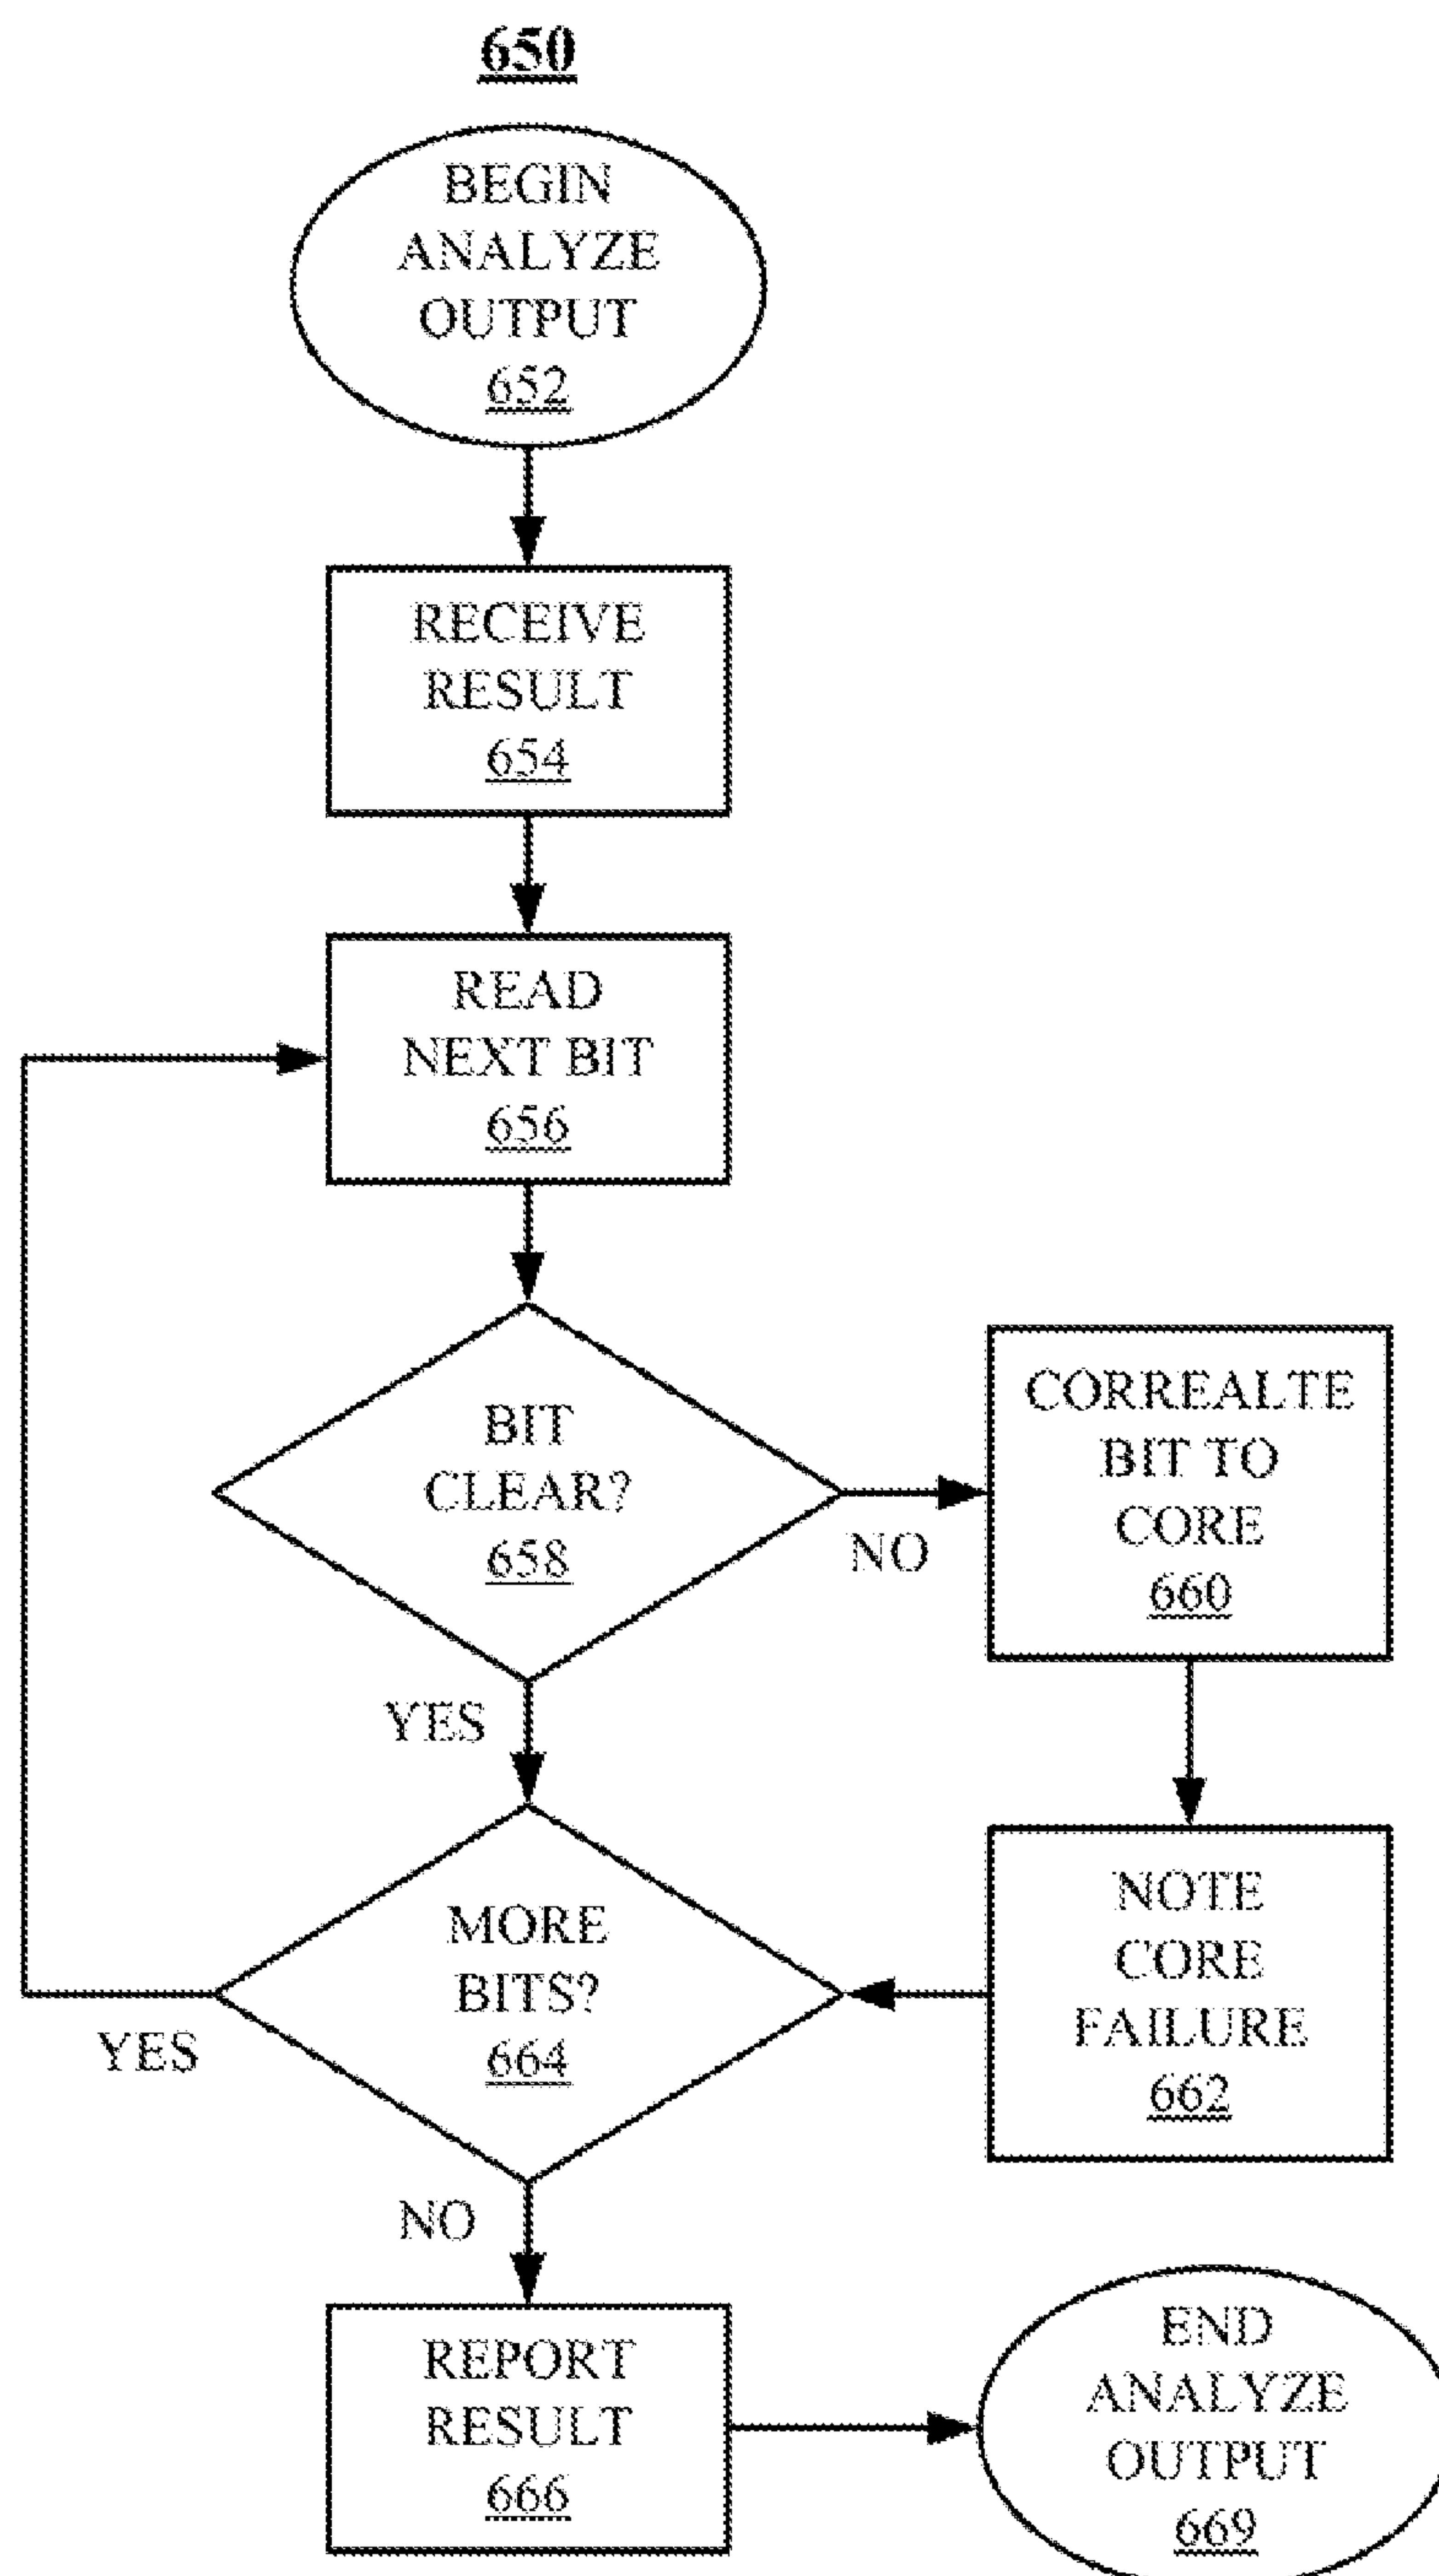 650
BEGIN
ANALYZE
OUTPUT
652
RECEIVE
RESULT
654
READ
NEXT BIT
656
BIT
CLEAR?
658
NO
CORREALTE
BIT TO
CORE
660
YES
NOTE
CORE
FAILURE
662
MORE
BITS?
664
YES
NO
REPORT
RESULT
666
END
ANALYZE
OUTPUT
669